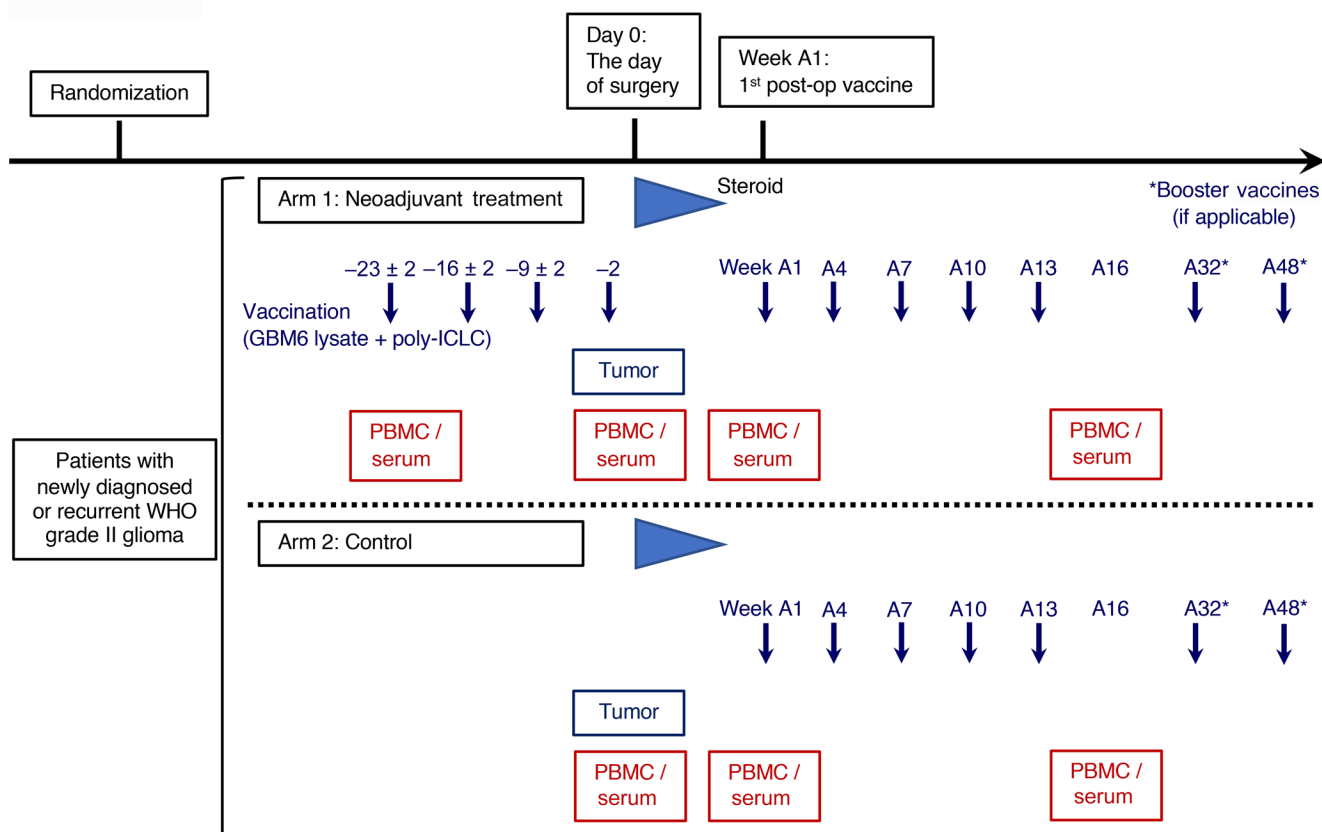 Randomization
Day 0:
The day
of surgery
Week A1:
1st post-op vaccine
Arm 1: Neoadjuvant treatment
Steroid
*Booster vaccines
(if applicable)
–23 ± 2 –16 ± 2 –9 ± 2 –2 Week A1 A4 A7 A10 A13 A16 A32* A48*
Vaccination
(GBM6 lysate + poly-ICLC)
Tumor
PBMC /
serum
PBMC /
serum
PBMC /
serum
PBMC /
serum
Patients with
newly diagnosed
or recurrent WHO
grade II glioma
Arm 2: Control
Week A1 A4 A7 A10 A13 A16 A32* A48*
Tumor
PBMC /
serum
PBMC /
serum
PBMC /
serum